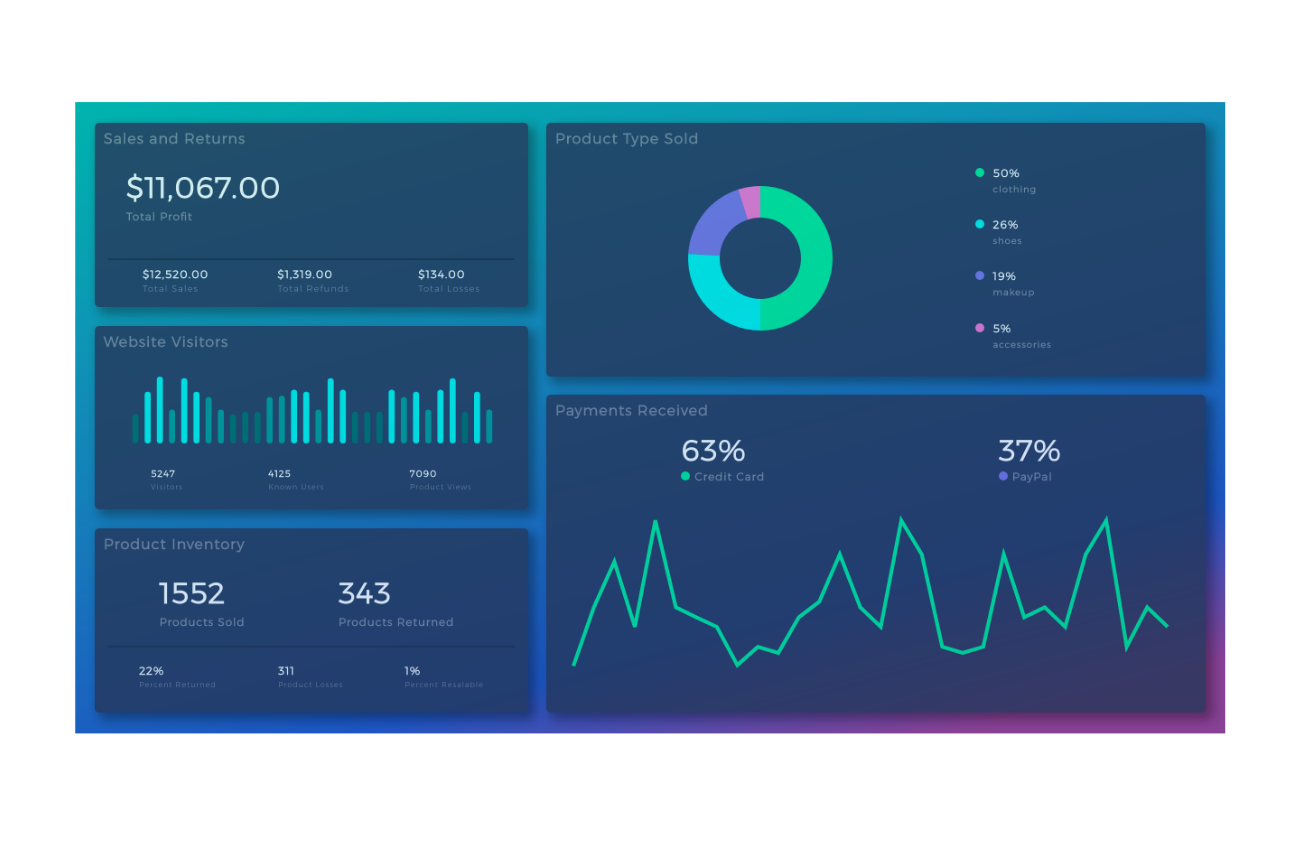 Sales and Returns
$11,067.00
Total Profit
$12,520.00 $1,319.00 $134.00
Total Sales Total Refunds Total Losses
Website Visitors
5247 4125 7090
Visitors Known Users Product Views
Product Inventory
1552 343
Products Sold Products Returned
22% 311 1%
Percent Returned Product Losses Percent Resalable
Product Type Sold
50%
clothing
26%
shoes
19%
makeup
5%
accessories
Payments Received
63% 37%
Credit Card PayPal